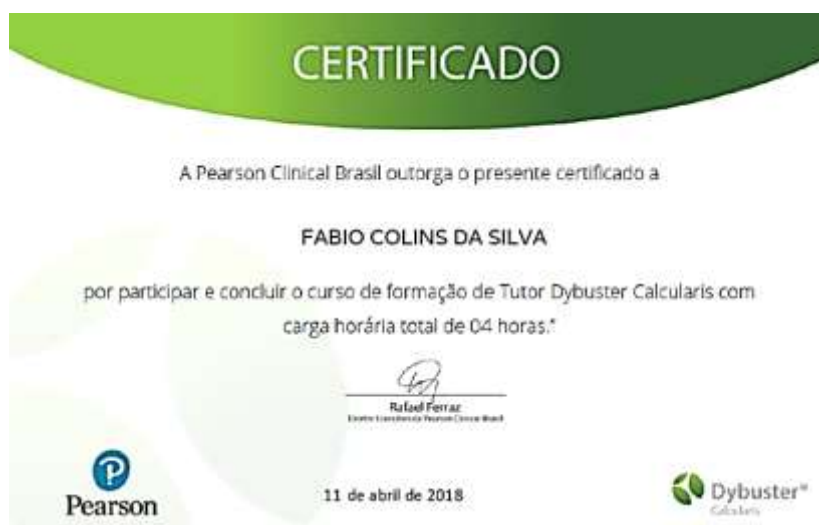 CERTIFICADO
A Pearson Clinical Brasil outorga o presente certificado a
FABIO COLINS DA SILVA
por participar e concluir o curso de formação de Tutor Dybuster Calcularis com
carga horária total de 04 horas."
Rafael Ferraz
Pearson
11 de abril de 2018
Dybuster®
Calcularis